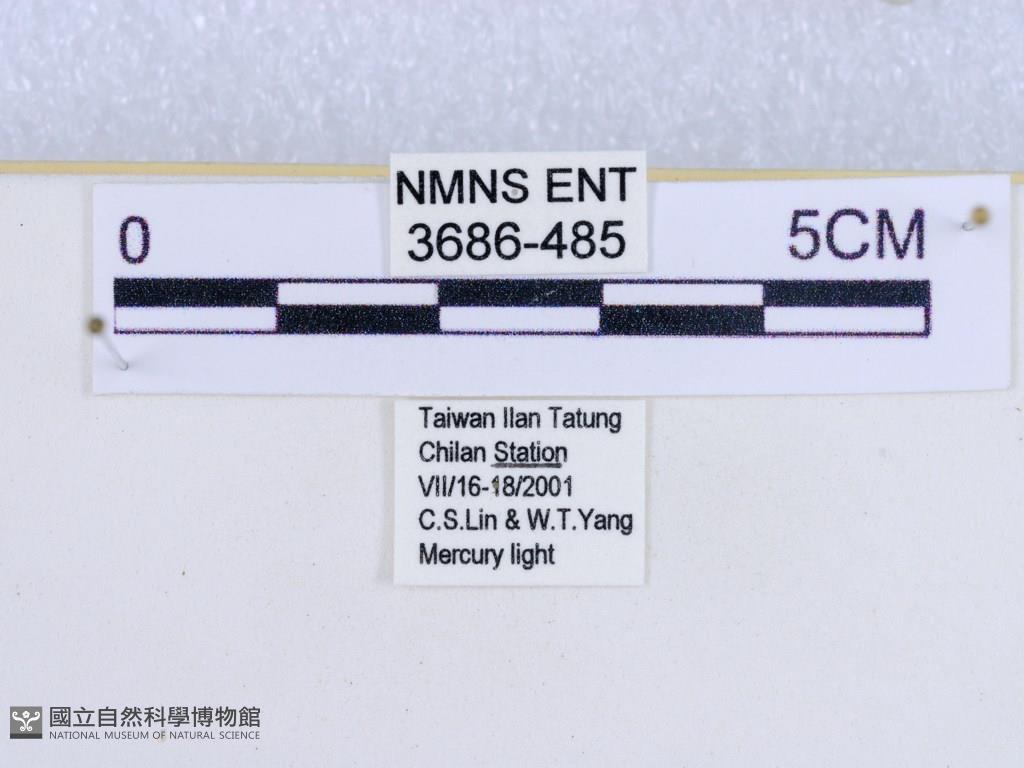 NMNS ENT
3686-485
0
5CM
Taiwan Ilan Tatung
Chilan Station
VII/16-18/2001
C.S.Lin & W.T.Yang
Mercury light
國立自然科學博物館
NATIONAL MUSEUM OF NATURAL SCIENCE